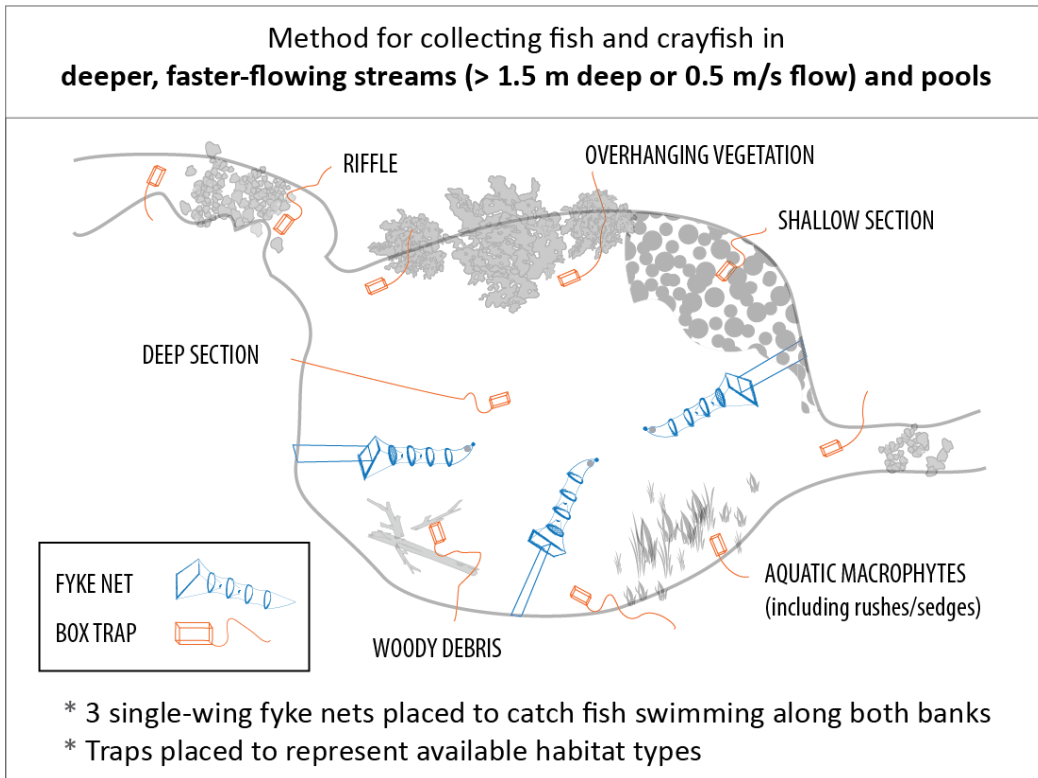 Method for collecting fish and crayfish in
deeper, faster-flowing streams (> 1.5 m deep or 0.5 m/s flow) and pools
RIFFLE
OVERHANGING VEGETATION
SHALLOW SECTION
DEEP SECTION
FYKE NET
BOX TRAP
WOODY DEBRIS
AQUATIC MACROPHYTES
(including rushes/sedges)
* 3 single-wing fyke nets placed to catch fish swimming along both banks
* Traps placed to represent available habitat types